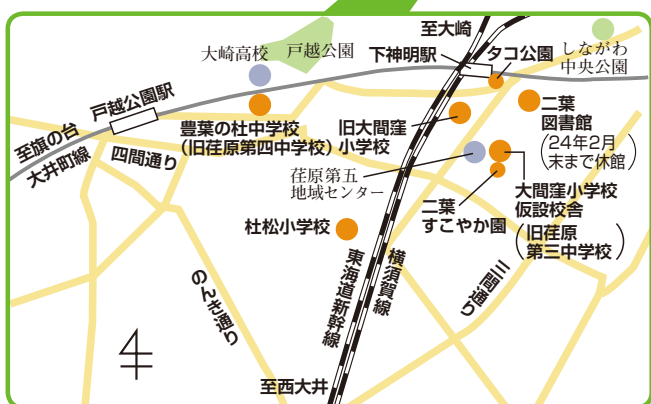 至大崎
大崎高校
戸越公園
下神明駅
タコ公園
しながわ
中央公園
戸越公園駅
至旗の台
大井町線
四間通り
豊葉の杜中学校
(旧荏原第四中学校)
旧大間窪
小学校
二葉
図書館
('24年2月
末まで休館)
荏原第五
地域センター
二葉
すこやか園
大間窪小学校
仮設校舎
(旧荏原
第三中学校)
杜松小学校
のんき通り
東海道新幹線
横須賀線
三間通り
至西大井